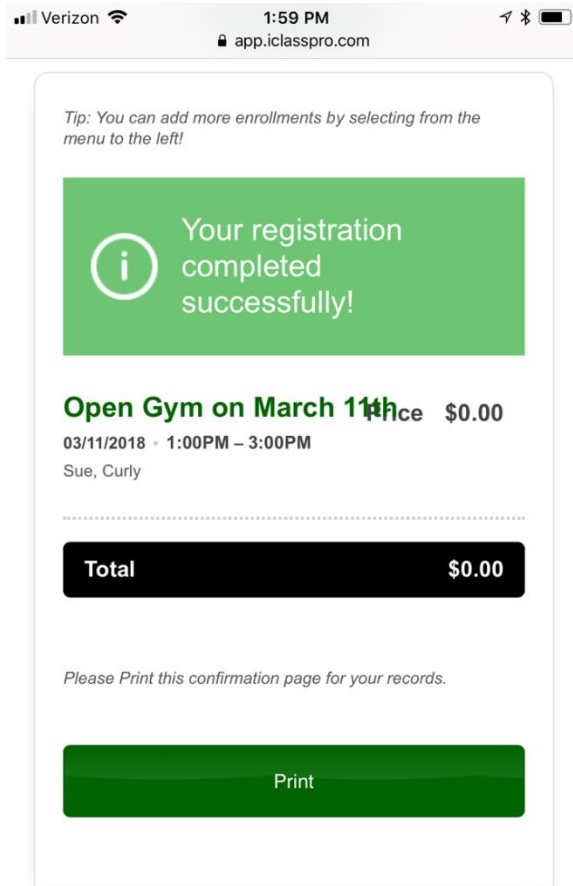 Verizon 1:59 PM
app.iclasspro.com
Tip: You can add more enrollments by selecting from the
menu to the left!
i
Your registration
completed
successfully!
Open Gym on March 11th Price $0.00
03/11/2018 • 1:00PM – 3:00PM
Sue, Curly
Total $0.00
Please Print this confirmation page for your records.
Print